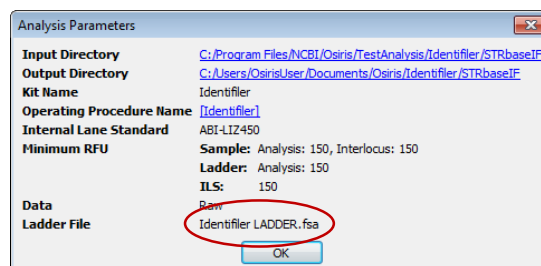 Analysis Parameters
Input Directory C:/Program Files/NCBI/Osiris/TestAnalysis/Identifiler/STRbaseIF
Output Directory C:/Users/OsirisUser/Documents/Osiris/Identifiler/STRbaseIF
Kit Name Identifiler
Operating Procedure Name [Identifiler]
Internal Lane Standard ABI-LIZ450
Minimum RFU Sample: Analysis: 150, Interlocus: 150
Ladder: Analysis: 150
ILS: 150
Data Raw
Ladder File Identifiler LADDER.fsa
OK